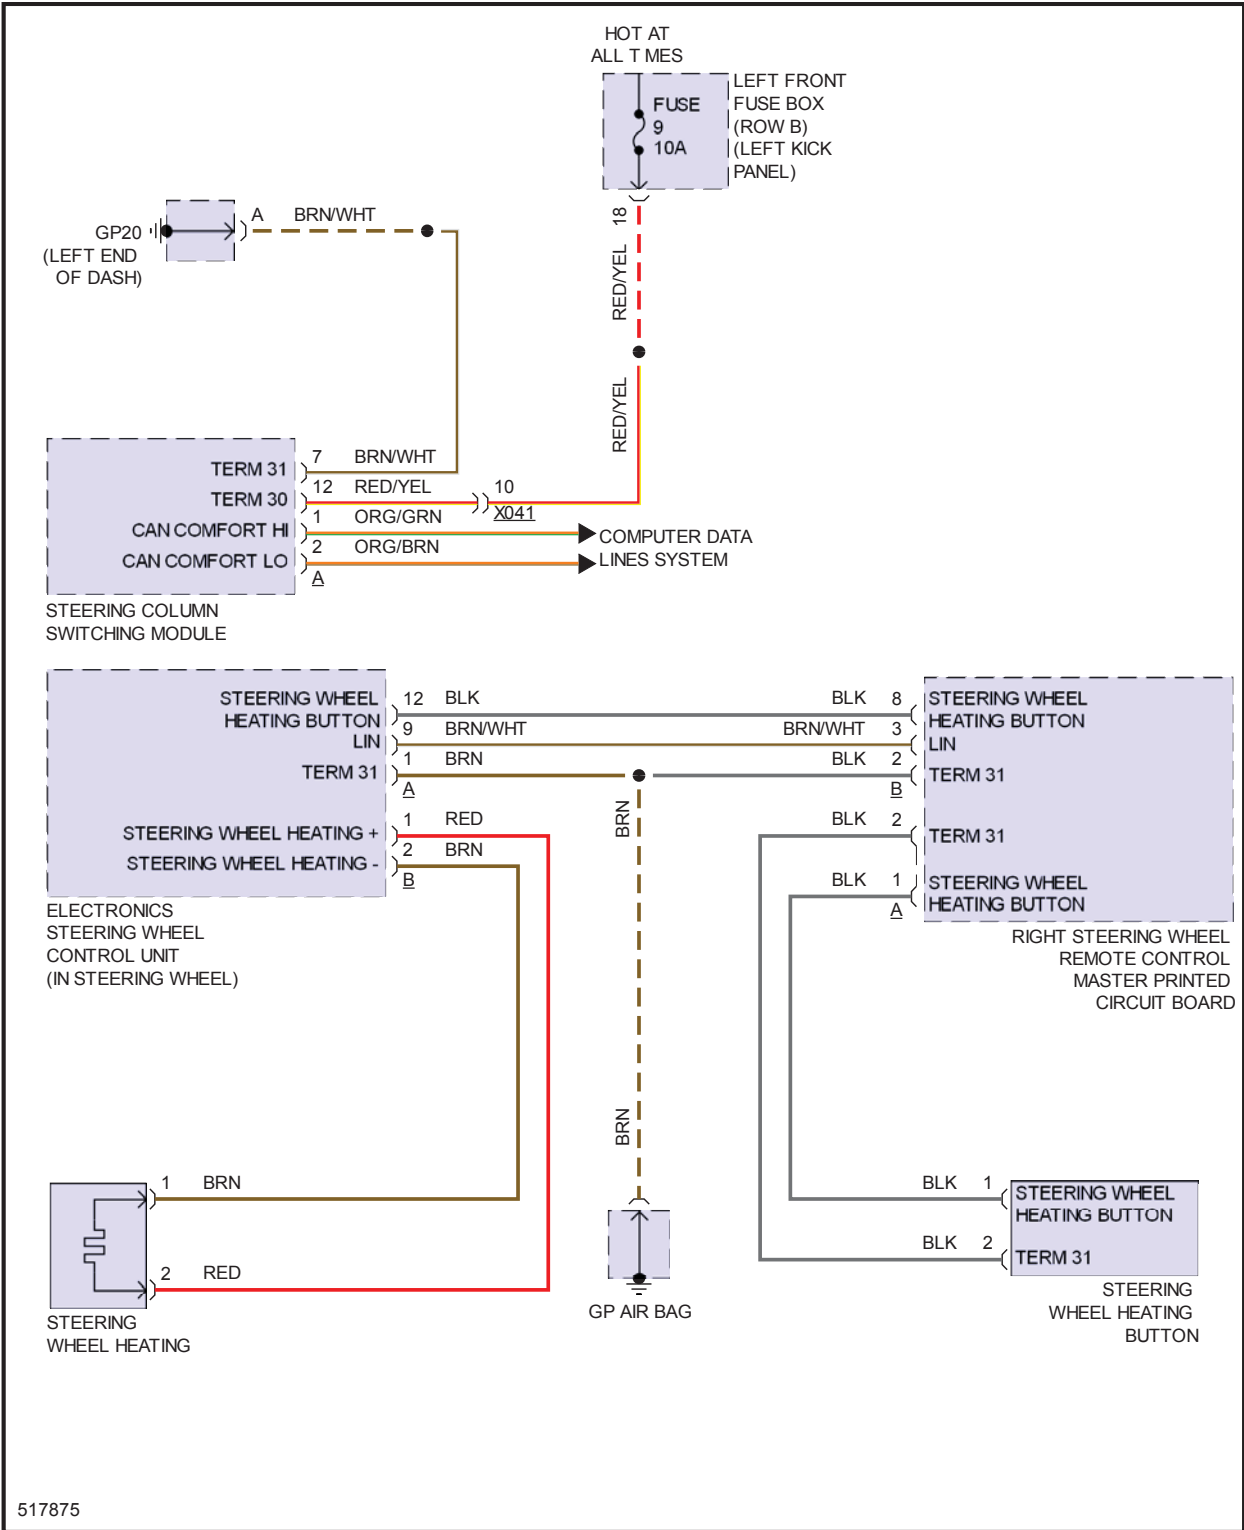 HOT AT
ALL T MES
LEFT FRONT
FUSE BOX
(ROW B)
(LEFT KICK
PANEL)
FUSE
9
10A
18
RED/YEL
RED/YEL
A
BRN/WHT
GP20
(LEFT END
OF DASH)
TERM 31
7
BRN/WHT
TERM 30
12
RED/YEL
10
X041
CAN COMFORT HI
1
ORG/GRN
CAN COMFORT LO
2
ORG/BRN
A
COMPUTER DATA
LINES SYSTEM
STEERING COLUMN
SWITCHING MODULE
STEERING WHEEL
HEATING BUTTON
12
BLK
LIN
9
BRN/WHT
TERM 31
1
BRN
A
STEERING WHEEL HEATING +
1
RED
STEERING WHEEL HEATING -
2
BRN
B
ELECTRONICS
STEERING WHEEL
CONTROL UNIT
(IN STEERING WHEEL)
BLK
8
STEERING WHEEL
HEATING BUTTON
BRN/WHT
3
LIN
BLK
2
TERM 31
B
BLK
2
TERM 31
BLK
1
STEERING WHEEL
HEATING BUTTON
A
RIGHT STEERING WHEEL
REMOTE CONTROL
MASTER PRINTED
CIRCUIT BOARD
BRN
BRN
GP AIR BAG
1
BRN
2
RED
STEERING
WHEEL HEATING
BLK
1
STEERING WHEEL
HEATING BUTTON
BLK
2
TERM 31
STEERING
WHEEL HEATING
BUTTON
517875